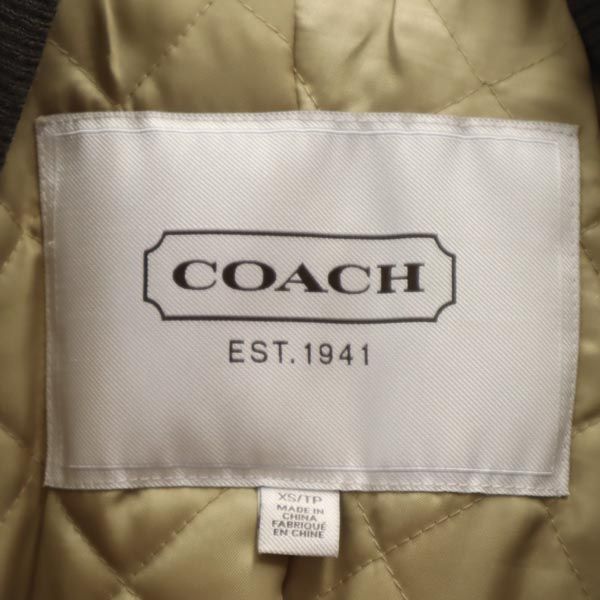 COACH
EST. 1941
XS/TP
MADE IN
CHINA
FABRIQUÉ
EN CHINE